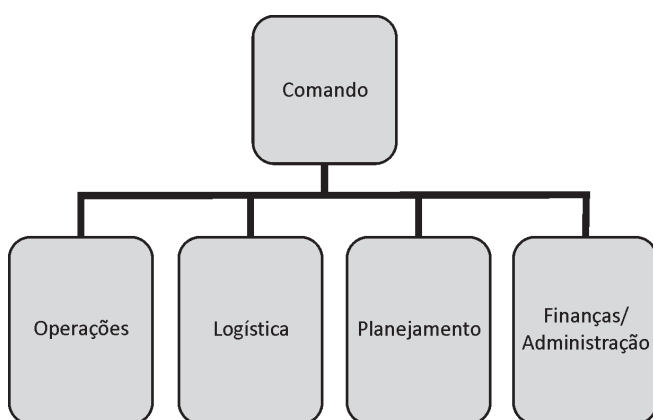 Comando
Operações
Logística
Planejamento
Finanças/
Administração